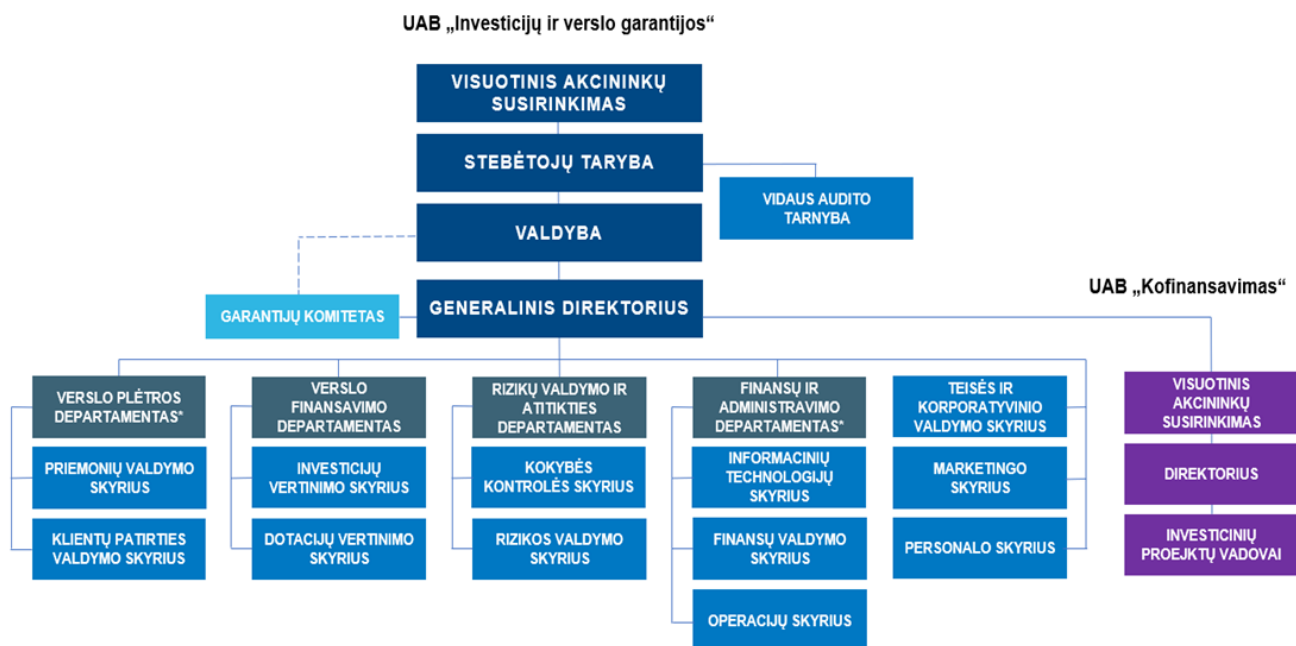 UAB „Investicijų ir verslo garantijos“
VISUOTINIS AKCININKŲ
SUSIRINKIMAS
STEBĖTOJŲ TARYBA
VIDAUS AUDITO
TARNYBA
VALDYBA
UAB „Kofinansavimas“
GENERALINIS DIREKTORIUS
GARANTIJŲ KOMITETAS
VERSLO PLĖTROS
DEPARTAMENTAS*
PRIEMONIŲ VALDYMO
SKYRIUS
KLIENTŲ PATIRTIES
VALDYMO SKYRIUS
VERSLO
FINANSAVIMO
DEPARTAMENTAS
INVESTICIJŲ
VERTINIMO SKYRIUS
DOTACIJŲ VERTINIMO
SKYRIUS
RIZIKŲ VALDYMO IR
ATITIKTIES
DEPARTAMENTAS
KOKYBĖS
KONTROLĖS SKYRIUS
RIZIKOS VALDYMO
SKYRIUS
FINANSŲ IR
ADMINISTRAVIMO
DEPARTAMENTAS*
INFORMACINIŲ
TECHNOLOGIJŲ
SKYRIUS
FINANSŲ VALDYMO
SKYRIUS
OPERACIJŲ SKYRIUS
TEISĖS IR
KORPORATYVINIO
VALDYMO SKYRIUS
MARKETINGO
SKYRIUS
PERSONALO SKYRIUS
VISUOTINIS
AKCININKŲ
SUSIRINKIMAS
DIREKTORIUS
INVESTICINIŲ
PROEJKTŲ VADOVAI